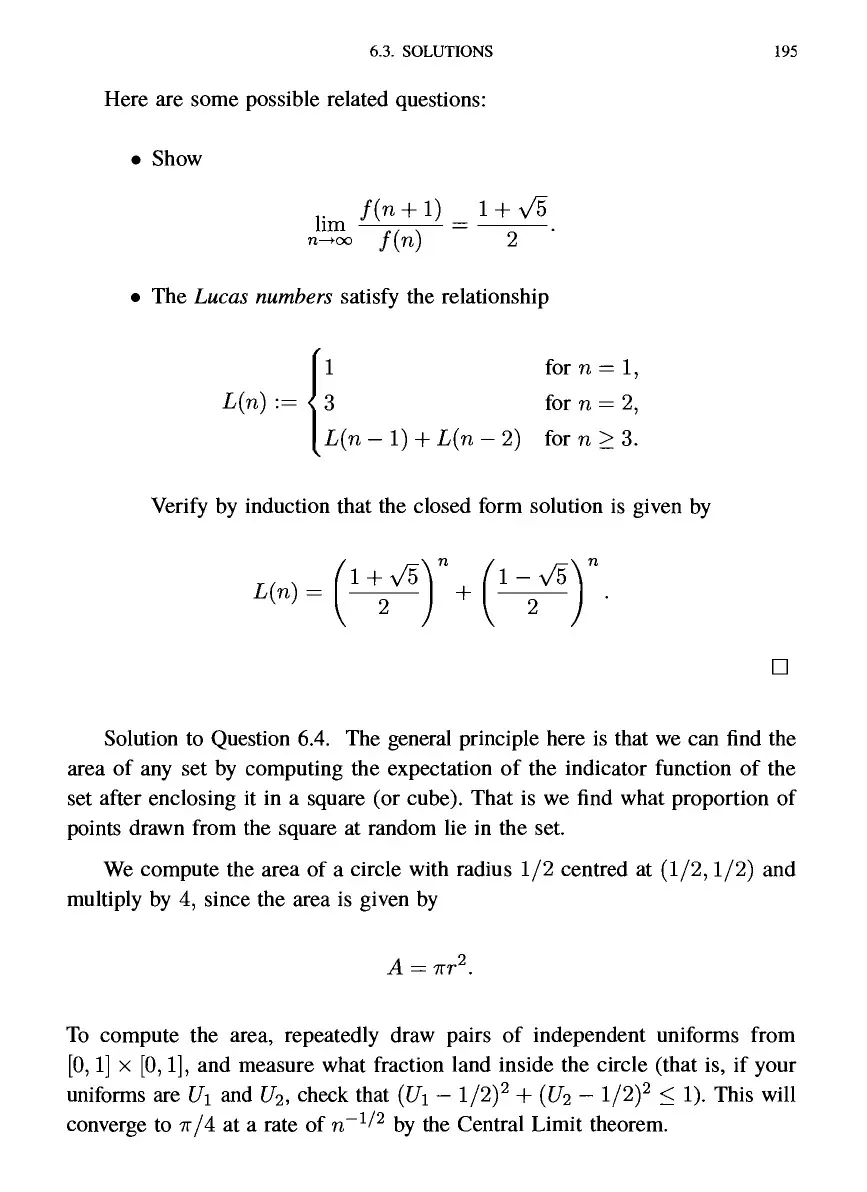 6.3. SOLUTIONS 195
Here are some possible related questions:
• Show
lim_{n→∞} f(n + 1) / f(n) = (1 + √5) / 2.
• The Lucas numbers satisfy the relationship
L(n) := { 1 for n = 1,
3 for n = 2,
L(n − 1) + L(n − 2) for n ≥ 3.
Verify by induction that the closed form solution is given by
L(n) = ((1 + √5) / 2)^n + ((1 − √5) / 2)^n .
□
Solution to Question 6.4. The general principle here is that we can find the
area of any set by computing the expectation of the indicator function of the
set after enclosing it in a square (or cube). That is we find what proportion of
points drawn from the square at random lie in the set.
We compute the area of a circle with radius 1/2 centred at (1/2, 1/2) and
multiply by 4, since the area is given by
A = πr².
To compute the area, repeatedly draw pairs of independent uniforms from
[0, 1] × [0, 1], and measure what fraction land inside the circle (that is, if your
uniforms are U₁ and U₂, check that (U₁ − 1/2)² + (U₂ − 1/2)² ≤ 1). This will
converge to π/4 at a rate of n^{−1/2} by the Central Limit theorem.